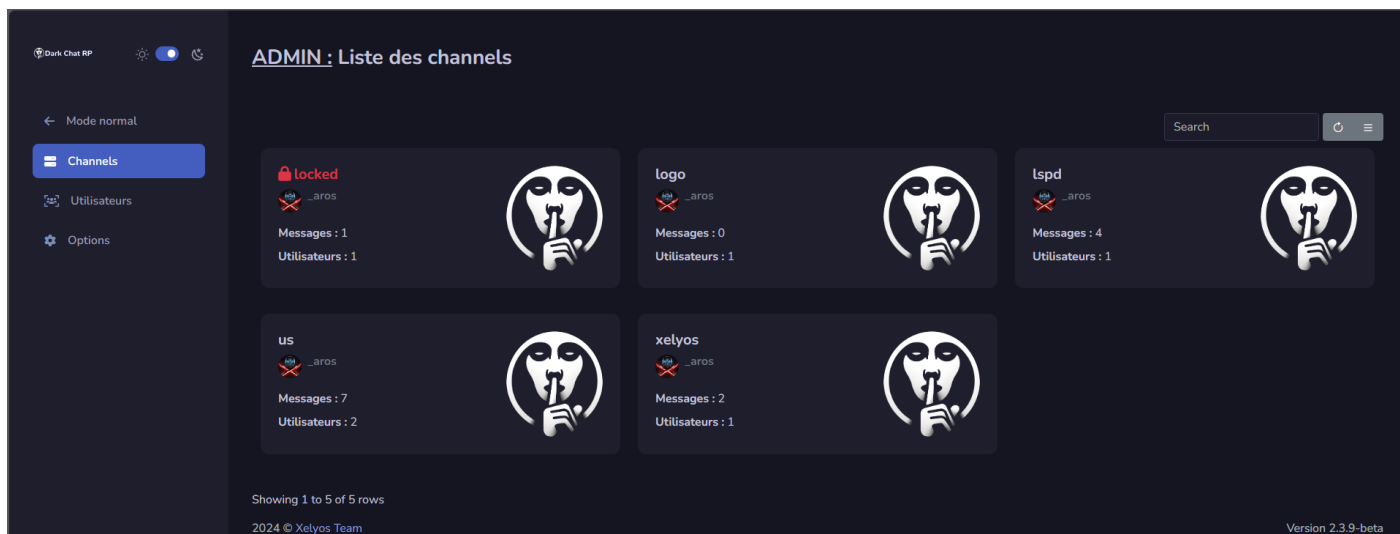 Dark Chat RP
ADMIN : Liste des channels
Mode normal
Channels
Utilisateurs
Options
Search
locked
_aros
Messages : 1
Utilisateurs : 1
logo
_aros
Messages : 0
Utilisateurs : 1
lspd
_aros
Messages : 4
Utilisateurs : 1
us
_aros
Messages : 7
Utilisateurs : 2
xelyos
_aros
Messages : 2
Utilisateurs : 1
Showing 1 to 5 of 5 rows
2024 © Xelyos Team
Version 2.3.9-beta